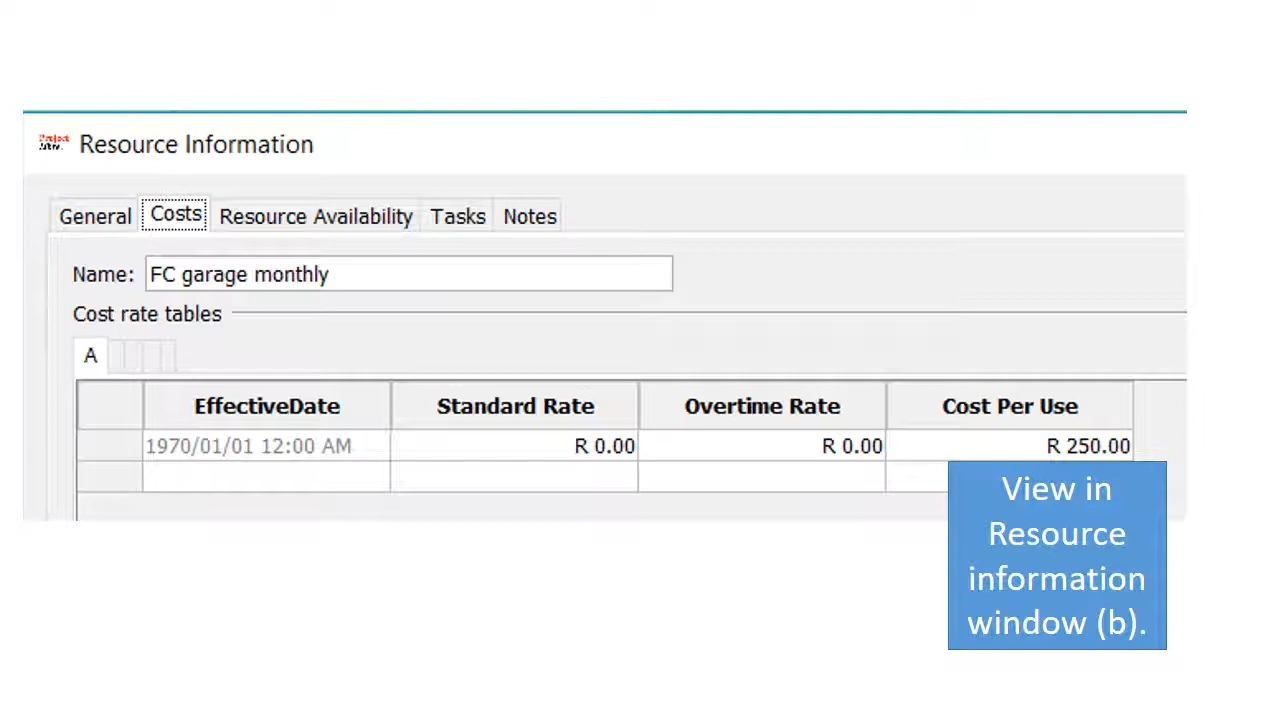 Project
Libre.
Resource Information
General Costs Resource Availability Tasks Notes
Name: FC garage monthly
Cost rate tables
A
EffectiveDate Standard Rate Overtime Rate Cost Per Use
1970/01/01 12:00 AM R 0.00 R 0.00 R 250.00
View in
Resource
information
window (b).